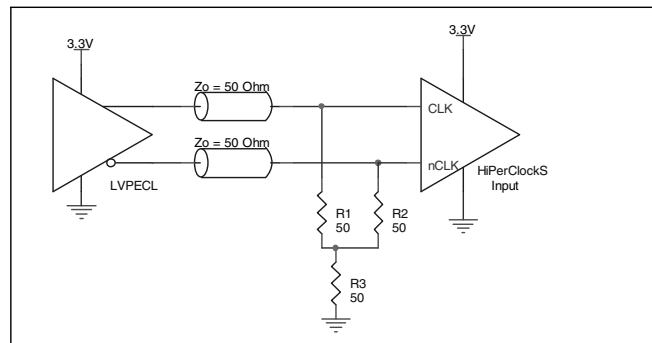 3.3V
3.3V
Zo = 50 Ohm
CLK
Zo = 50 Ohm
nCLK
LVPECL
HiPerClockS
Input
R1
50
R2
50
R3
50